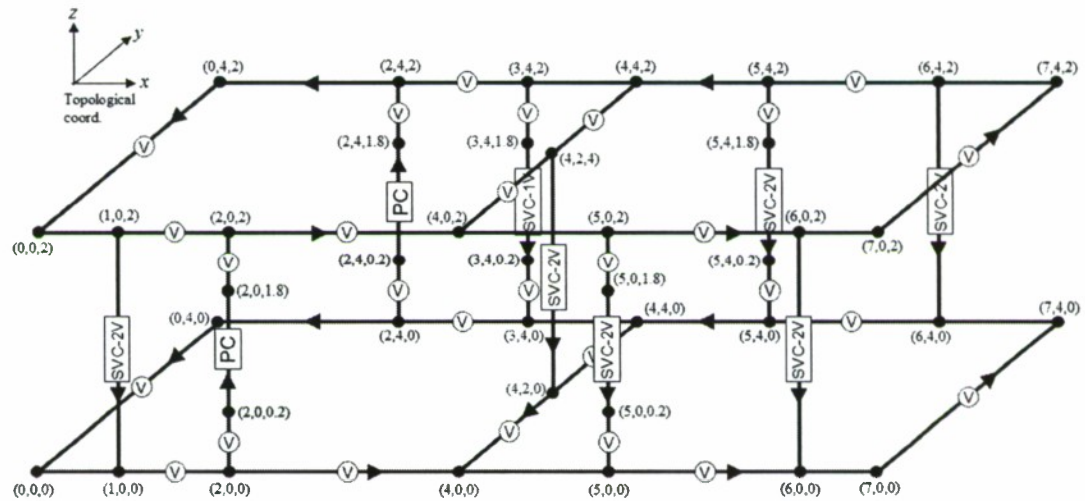 z
y
x
Topological
coord.
(0,4,2)
(2,4,2)
V
(3,4,2)
(4,4,2)
(5,4,2)
V
(6,4,2)
(7,4,2)
V
V
V
V
V
(2,4,1.8)
(3,4,1.8)
(4,2,4)
(5,4,1.8)
V
PC
V
SVC-1V
SVC-2V
SVC-2V
(0,0,2)
(1,0,2)
V
(2,0,2)
V
(4,0,2)
(5,0,2)
V
(6,0,2)
(7,0,2)
V
(2,4,0.2)
(3,4,0.2)
SVC-2V
V
(5,4,0.2)
(2,0,1.8)
V
V
(5,0,1.8)
V
(0,4,0)
(2,4,0)
V
(3,4,0)
(4,4,0)
(5,4,0)
V
(6,4,0)
(7,4,0)
SVC-2V
PC
V
SVC-2V
SVC-2V
V
(4,2,0)
V
(2,0,0.2)
V
(5,0,0.2)
V
V
(0,0,0)
(1,0,0)
V
(2,0,0)
V
(4,0,0)
(5,0,0)
V
(6,0,0)
(7,0,0)